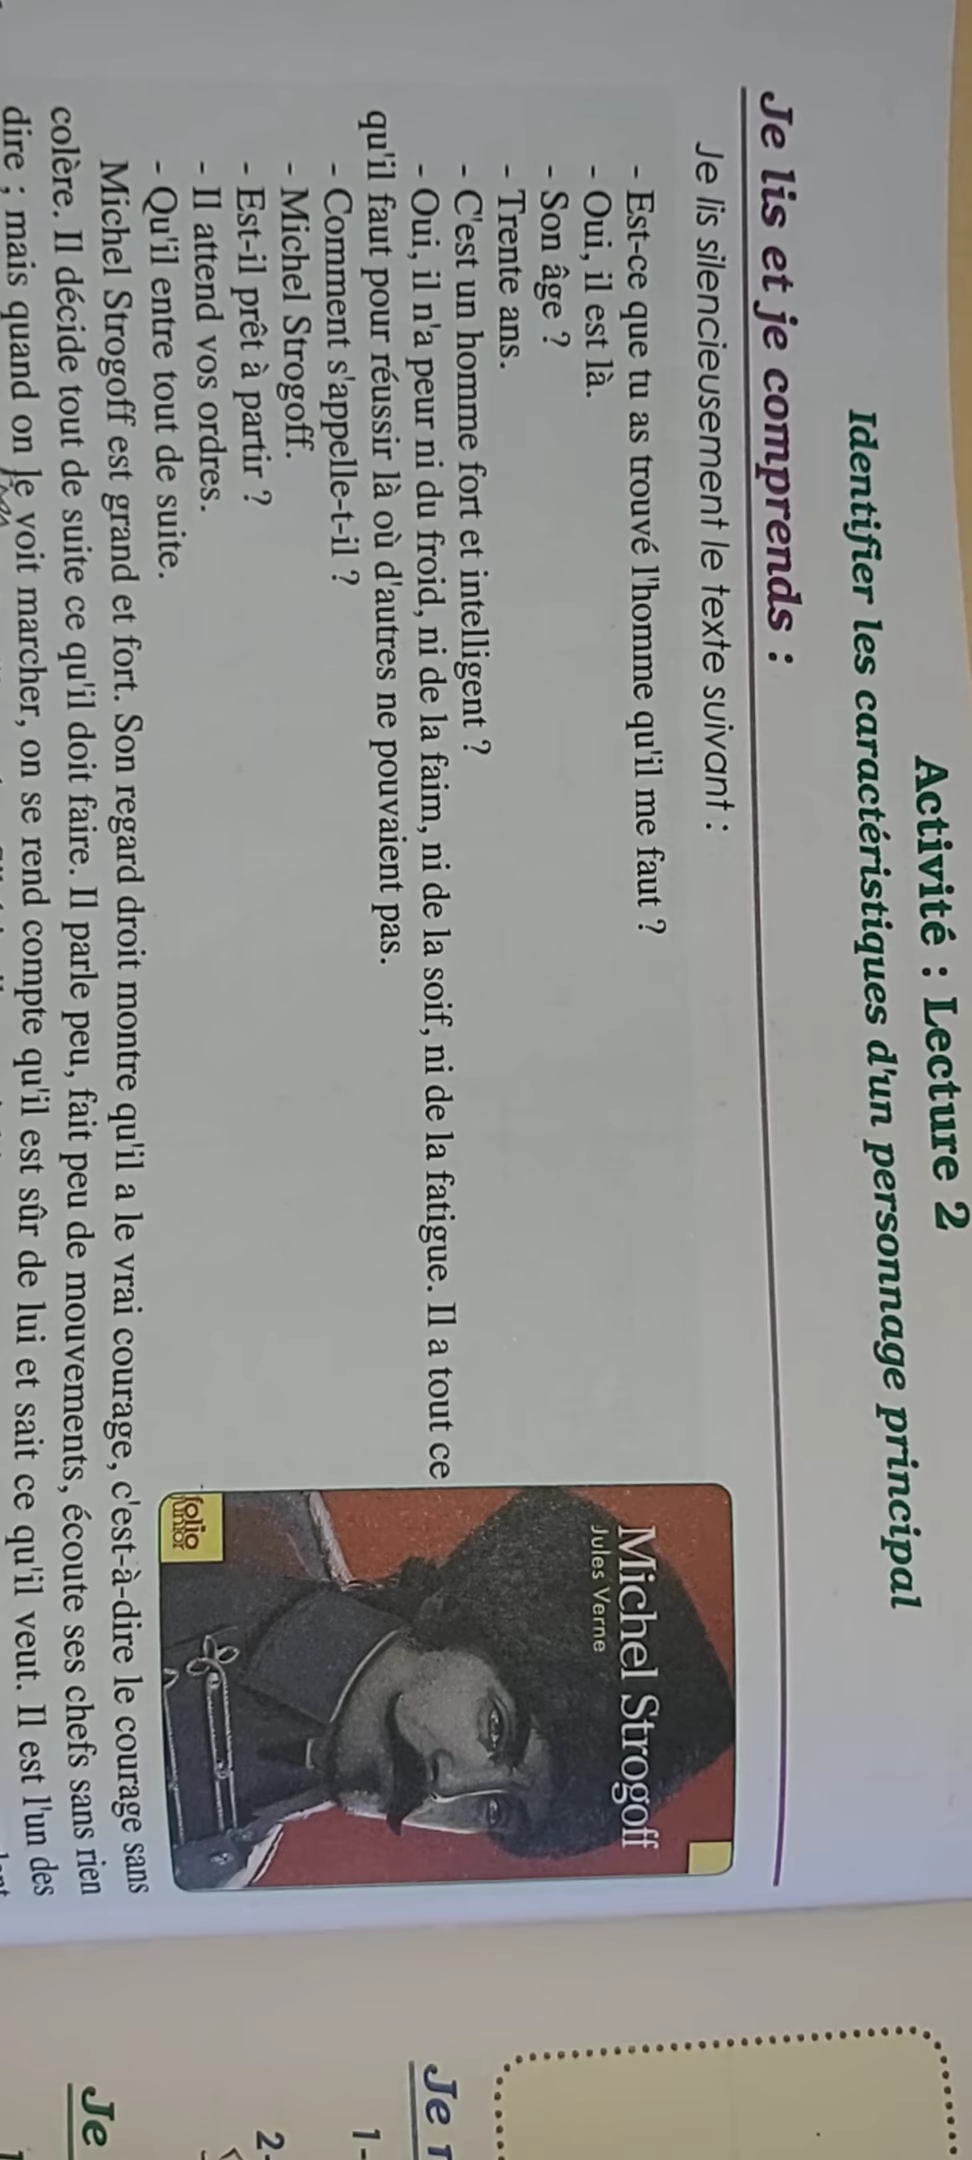 Activité : Lecture 2
Identifier les caractéristiques d'un personnage principal
Je lis et je comprends :
Je lis silencieusement le texte suivant :
- Est-ce que tu as trouvé l'homme qu'il me faut ?
- Oui, il est là.
- Son âge ?
- Trente ans.
- C'est un homme fort et intelligent ?
- Oui, il n'a peur ni du froid, ni de la faim, ni de la soif, ni de la fatigue. Il a tout ce
qu'il faut pour réussir là où d'autres ne pouvaient pas.
- Comment s'appelle-t-il ?
- Michel Strogoff.
- Est-il prêt à partir ?
- Il attend vos ordres.
- Qu'il entre tout de suite.
Michel Strogoff est grand et fort. Son regard droit montre qu'il a le vrai courage, c'est-à-dire le courage sans
colère. Il décide tout de suite ce qu'il doit faire. Il parle peu, fait peu de mouvements, écoute ses chefs sans rien
dire ; mais quand on le voit marcher, on se rend compte qu'il est sûr de lui et sait ce qu'il veut. Il est l'un des
Michel Strogoff
Jules Verne
folio
junior
Je r
1-
2-
Je